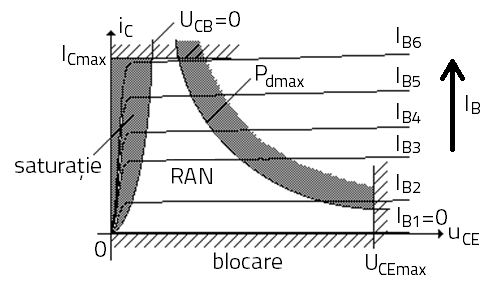 i_C
U_CB=0
I_Cmax
I_B6
P_dmax
I_B5
I_B
I_B4
I_B3
saturație
RAN
I_B2
I_B1=0
0
u_CE
blocare
U_CEmax